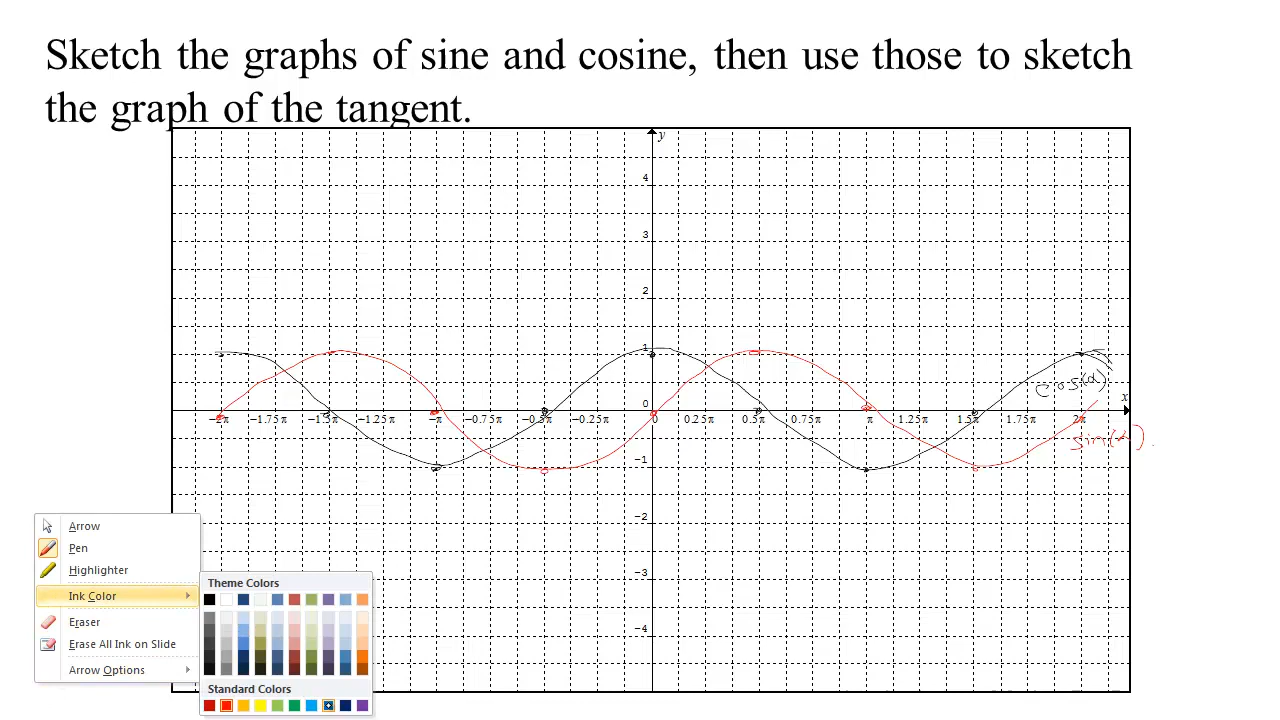 Sketch the graphs of sine and cosine, then use those to sketch
the graph of the tangent.
y
4
3
2
1
cos(α)
x
0
−2π −1.75π −1.5π −1.25π −π −0.75π −0.5π −0.25π 0 0.25π 0.5π 0.75π π 1.25π 1.5π 1.75π 2π
sin(α).
−1
−2
−3
−4
Arrow
Pen
Highlighter
Ink Color
Eraser
Erase All Ink on Slide
Arrow Options
Theme Colors
Standard Colors